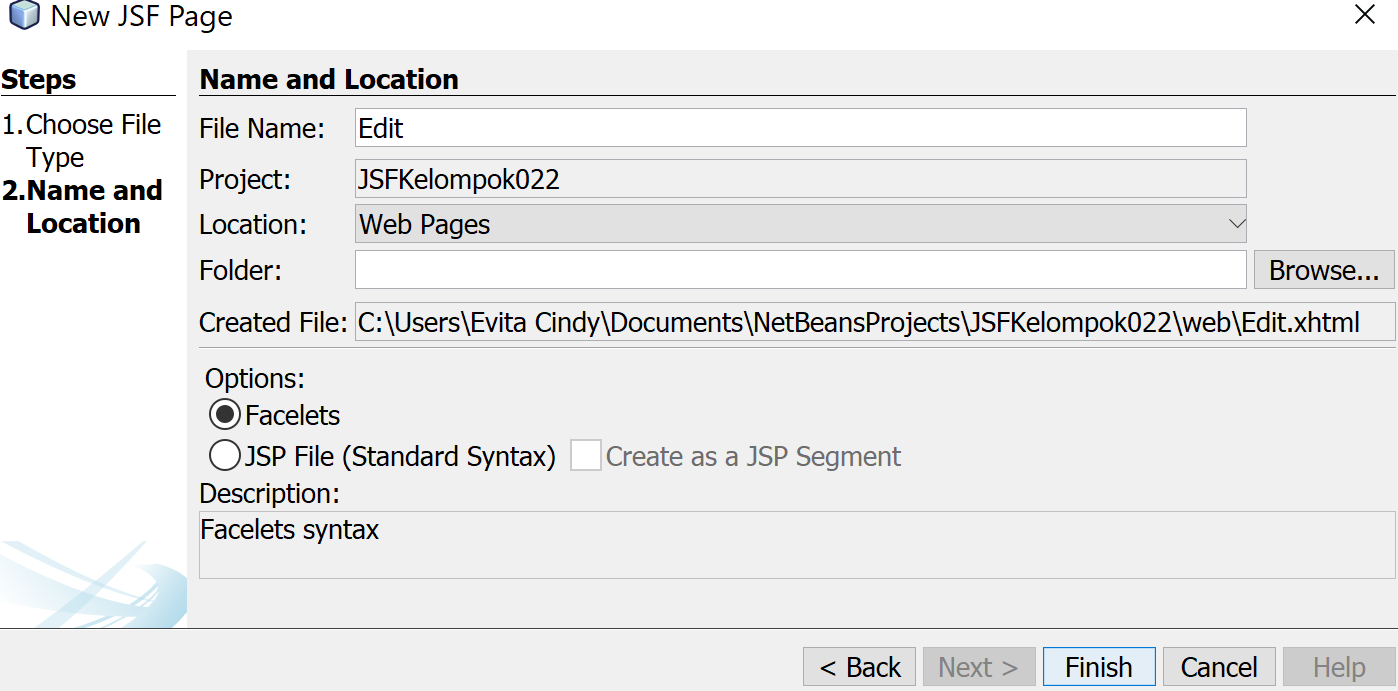 New JSF Page
Steps
1.Choose File
Type
2.Name and
Location
Name and Location
File Name: Edit
Project: JSFKelompok022
Location: Web Pages
Folder: Browse...
Created File: C:\Users\Evita Cindy\Documents\NetBeansProjects\JSFKelompok022\web\Edit.xhtml
Options:
Facelets
JSP File (Standard Syntax) Create as a JSP Segment
Description:
Facelets syntax
< Back Next > Finish Cancel Help